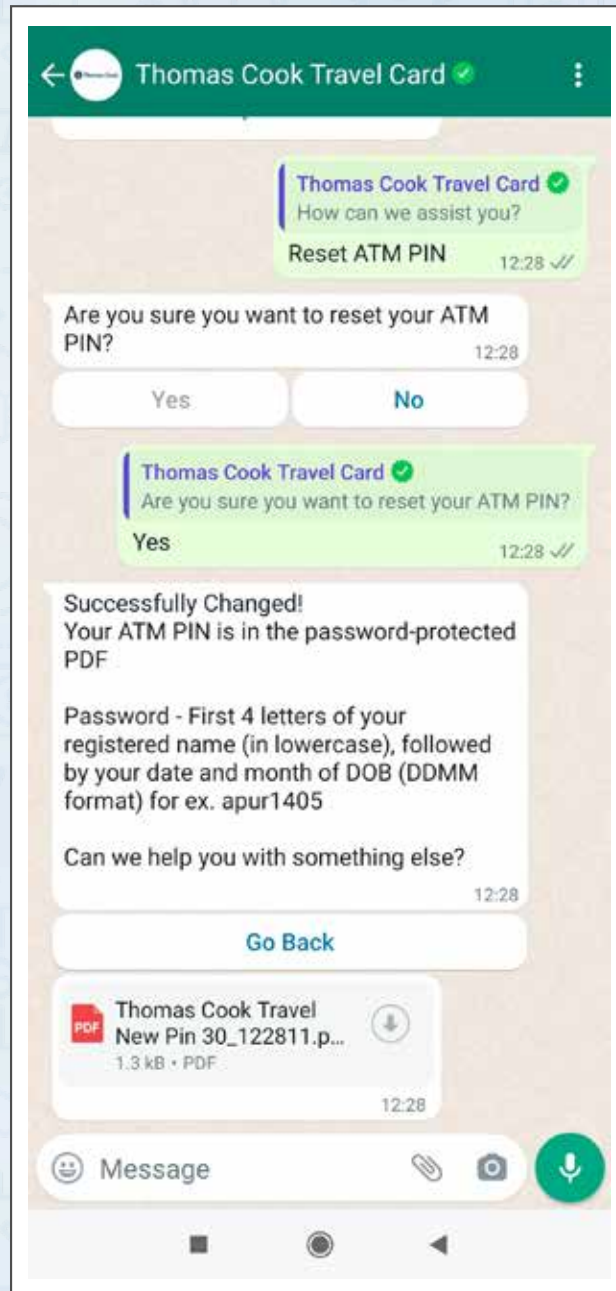 Thomas Cook Travel Card
Thomas Cook Travel Card
How can we assist you?
Reset ATM PIN
12:28
Are you sure you want to reset your ATM
PIN?
12:28
Yes
No
Thomas Cook Travel Card
Are you sure you want to reset your ATM PIN?
Yes
12:28
Successfully Changed!
Your ATM PIN is in the password-protected
PDF
Password - First 4 letters of your
registered name (in lowercase), followed
by your date and month of DOB (DDMM
format) for ex. apur1405
Can we help you with something else?
12:28
Go Back
PDF
Thomas Cook Travel
New Pin 30_122811.p...
1.3 kB • PDF
12:28
Message